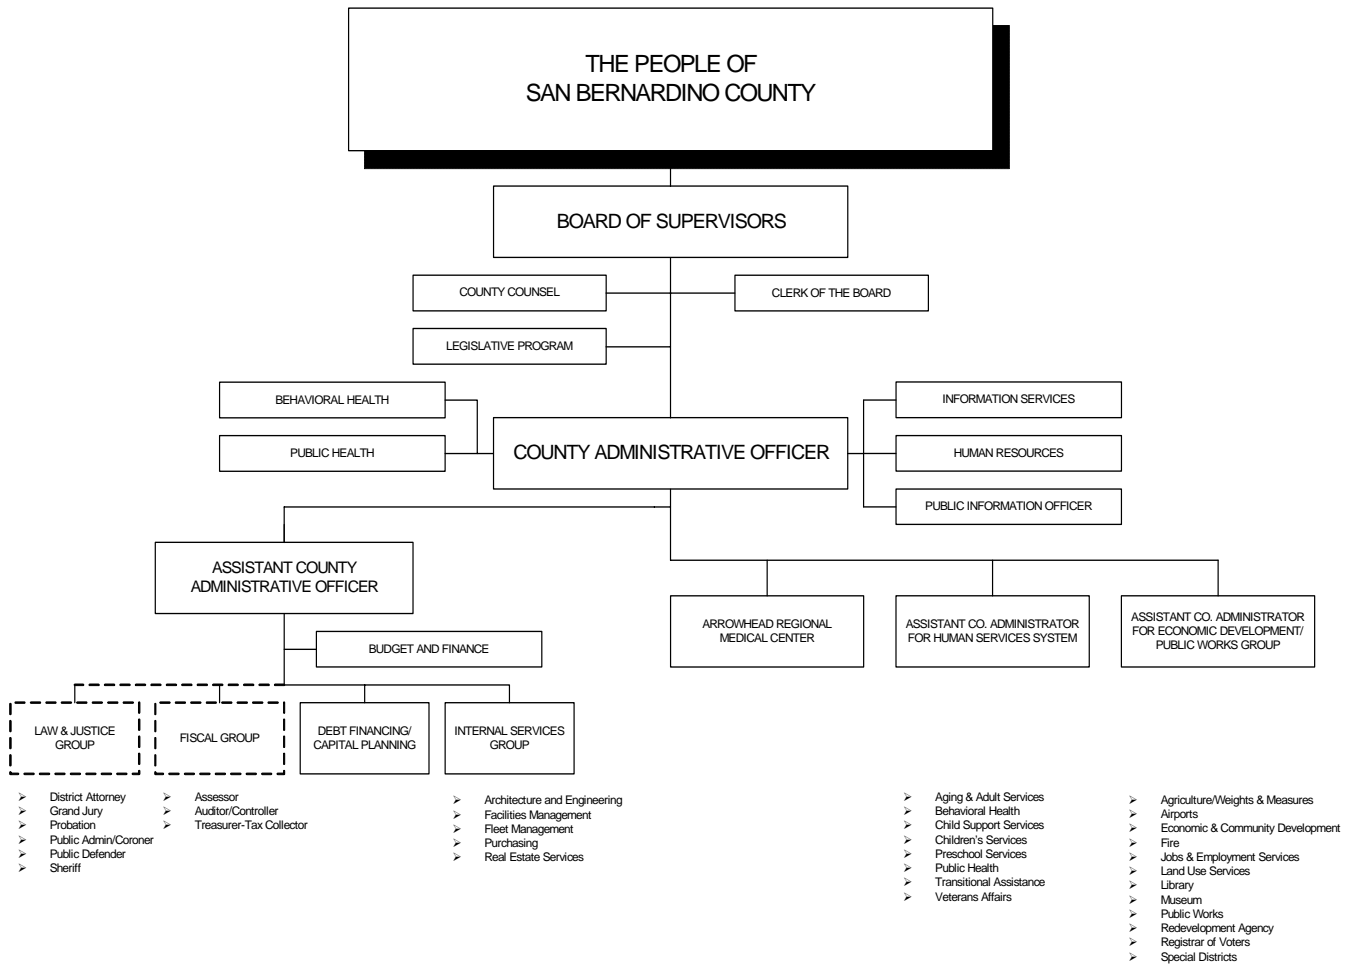 THE PEOPLE OF
SAN BERNARDINO COUNTY
BOARD OF SUPERVISORS
COUNTY COUNSEL
CLERK OF THE BOARD
LEGISLATIVE PROGRAM
BEHAVIORAL HEALTH
INFORMATION SERVICES
PUBLIC HEALTH
COUNTY ADMINISTRATIVE OFFICER
HUMAN RESOURCES
PUBLIC INFORMATION OFFICER
ASSISTANT COUNTY
ADMINISTRATIVE OFFICER
ARROWHEAD REGIONAL
MEDICAL CENTER
ASSISTANT CO. ADMINISTRATOR
FOR HUMAN SERVICES SYSTEM
ASSISTANT CO. ADMINISTRATOR
FOR ECONOMIC DEVELOPMENT/
PUBLIC WORKS GROUP
BUDGET AND FINANCE
LAW & JUSTICE
GROUP
FISCAL GROUP
DEBT FINANCING/
CAPITAL PLANNING
INTERNAL SERVICES
GROUP
➢ District Attorney
➢ Grand Jury
➢ Probation
➢ Public Admin/Coroner
➢ Public Defender
➢ Sheriff
➢ Assessor
➢ Auditor/Controller
➢ Treasurer-Tax Collector
➢ Architecture and Engineering
➢ Facilities Management
➢ Fleet Management
➢ Purchasing
➢ Real Estate Services
➢ Aging & Adult Services
➢ Behavioral Health
➢ Child Support Services
➢ Children's Services
➢ Preschool Services
➢ Public Health
➢ Transitional Assistance
➢ Veterans Affairs
➢ Agriculture/Weights & Measures
➢ Airports
➢ Economic & Community Development
➢ Fire
➢ Jobs & Employment Services
➢ Land Use Services
➢ Library
➢ Museum
➢ Public Works
➢ Redevelopment Agency
➢ Registrar of Voters
➢ Special Districts